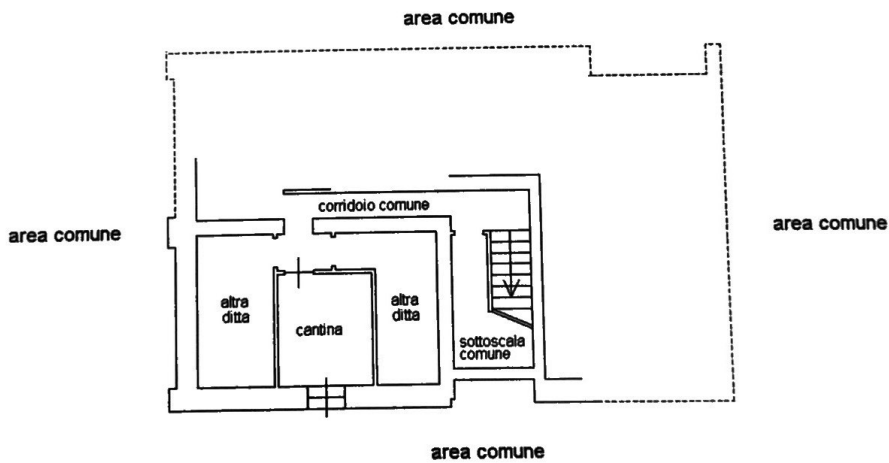 area comune
corridoio comune
area comune
area comune
altra
ditta
cantina
altra
ditta
sottoscala
comune
area comune